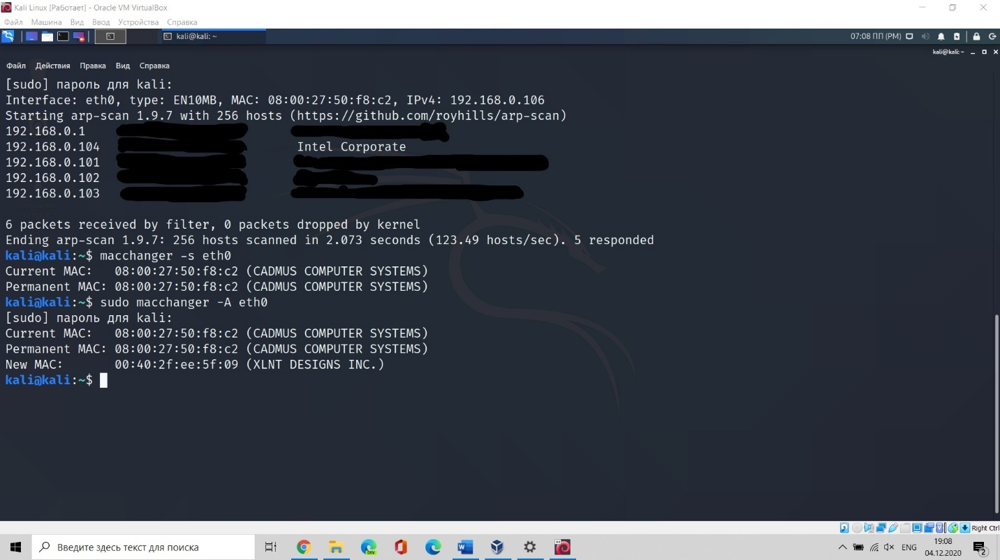 Kali Linux [Работает] - Oracle VM VirtualBox
Файл Машина Вид Ввод Устройства Справка
kali@kali: ~ 07:08 ПП (PM)
kali@kali: ~
Файл Действия Правка Вид Справка
[sudo] пароль для kali:
Interface: eth0, type: EN10MB, MAC: 08:00:27:50:f8:c2, IPv4: 192.168.0.106
Starting arp-scan 1.9.7 with 256 hosts (https://github.com/royhills/arp-scan)
192.168.0.1
192.168.0.104 Intel Corporate
192.168.0.101
192.168.0.102
192.168.0.103
6 packets received by filter, 0 packets dropped by kernel
Ending arp-scan 1.9.7: 256 hosts scanned in 2.073 seconds (123.49 hosts/sec). 5 responded
kali@kali:~$ macchanger -s eth0
Current MAC: 08:00:27:50:f8:c2 (CADMUS COMPUTER SYSTEMS)
Permanent MAC: 08:00:27:50:f8:c2 (CADMUS COMPUTER SYSTEMS)
kali@kali:~$ sudo macchanger -A eth0
[sudo] пароль для kali:
Current MAC: 08:00:27:50:f8:c2 (CADMUS COMPUTER SYSTEMS)
Permanent MAC: 08:00:27:50:f8:c2 (CADMUS COMPUTER SYSTEMS)
New MAC: 00:40:2f:ee:5f:09 (XLNT DESIGNS INC.)
kali@kali:~$
Right Ctrl
Введите здесь текст для поиска
DEV
ENG
19:08
04.12.2020
2